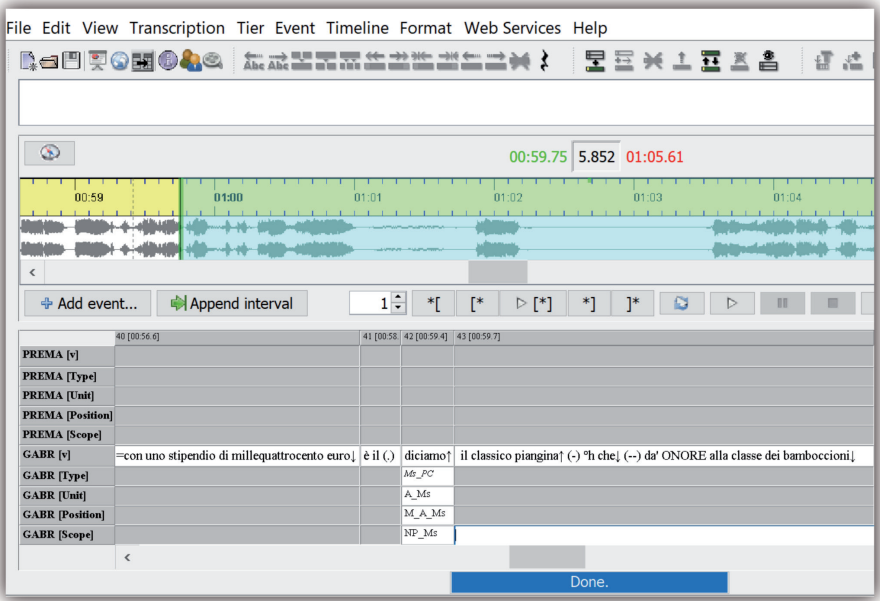 File Edit View Transcription Tier Event Timeline Format Web Services Help
Abc Abc
00:59.75 5.852 01:05.61
00:59 01:00 01:01 01:02 01:03 01:04
Add event... Append interval 1 *[ [* [*] *] ]*
40 [00:56.6] 41 [00:58. 42 [00:59.4] 43 [00:59.7]
PREMA [v]
PREMA [Type]
PREMA [Unit]
PREMA [Position]
PREMA [Scope]
GABR [v] =con uno stipendio di millequattrocento euro↓ è il (.) diciamo↑ il classico piangina↑ (-) °h che↓ (--) da' ONORE alla classe dei bamboccioni↓
GABR [Type] Ms_PC
GABR [Unit] A_Ms
GABR [Position] M_A_Ms
GABR [Scope] NP_Ms
Done.